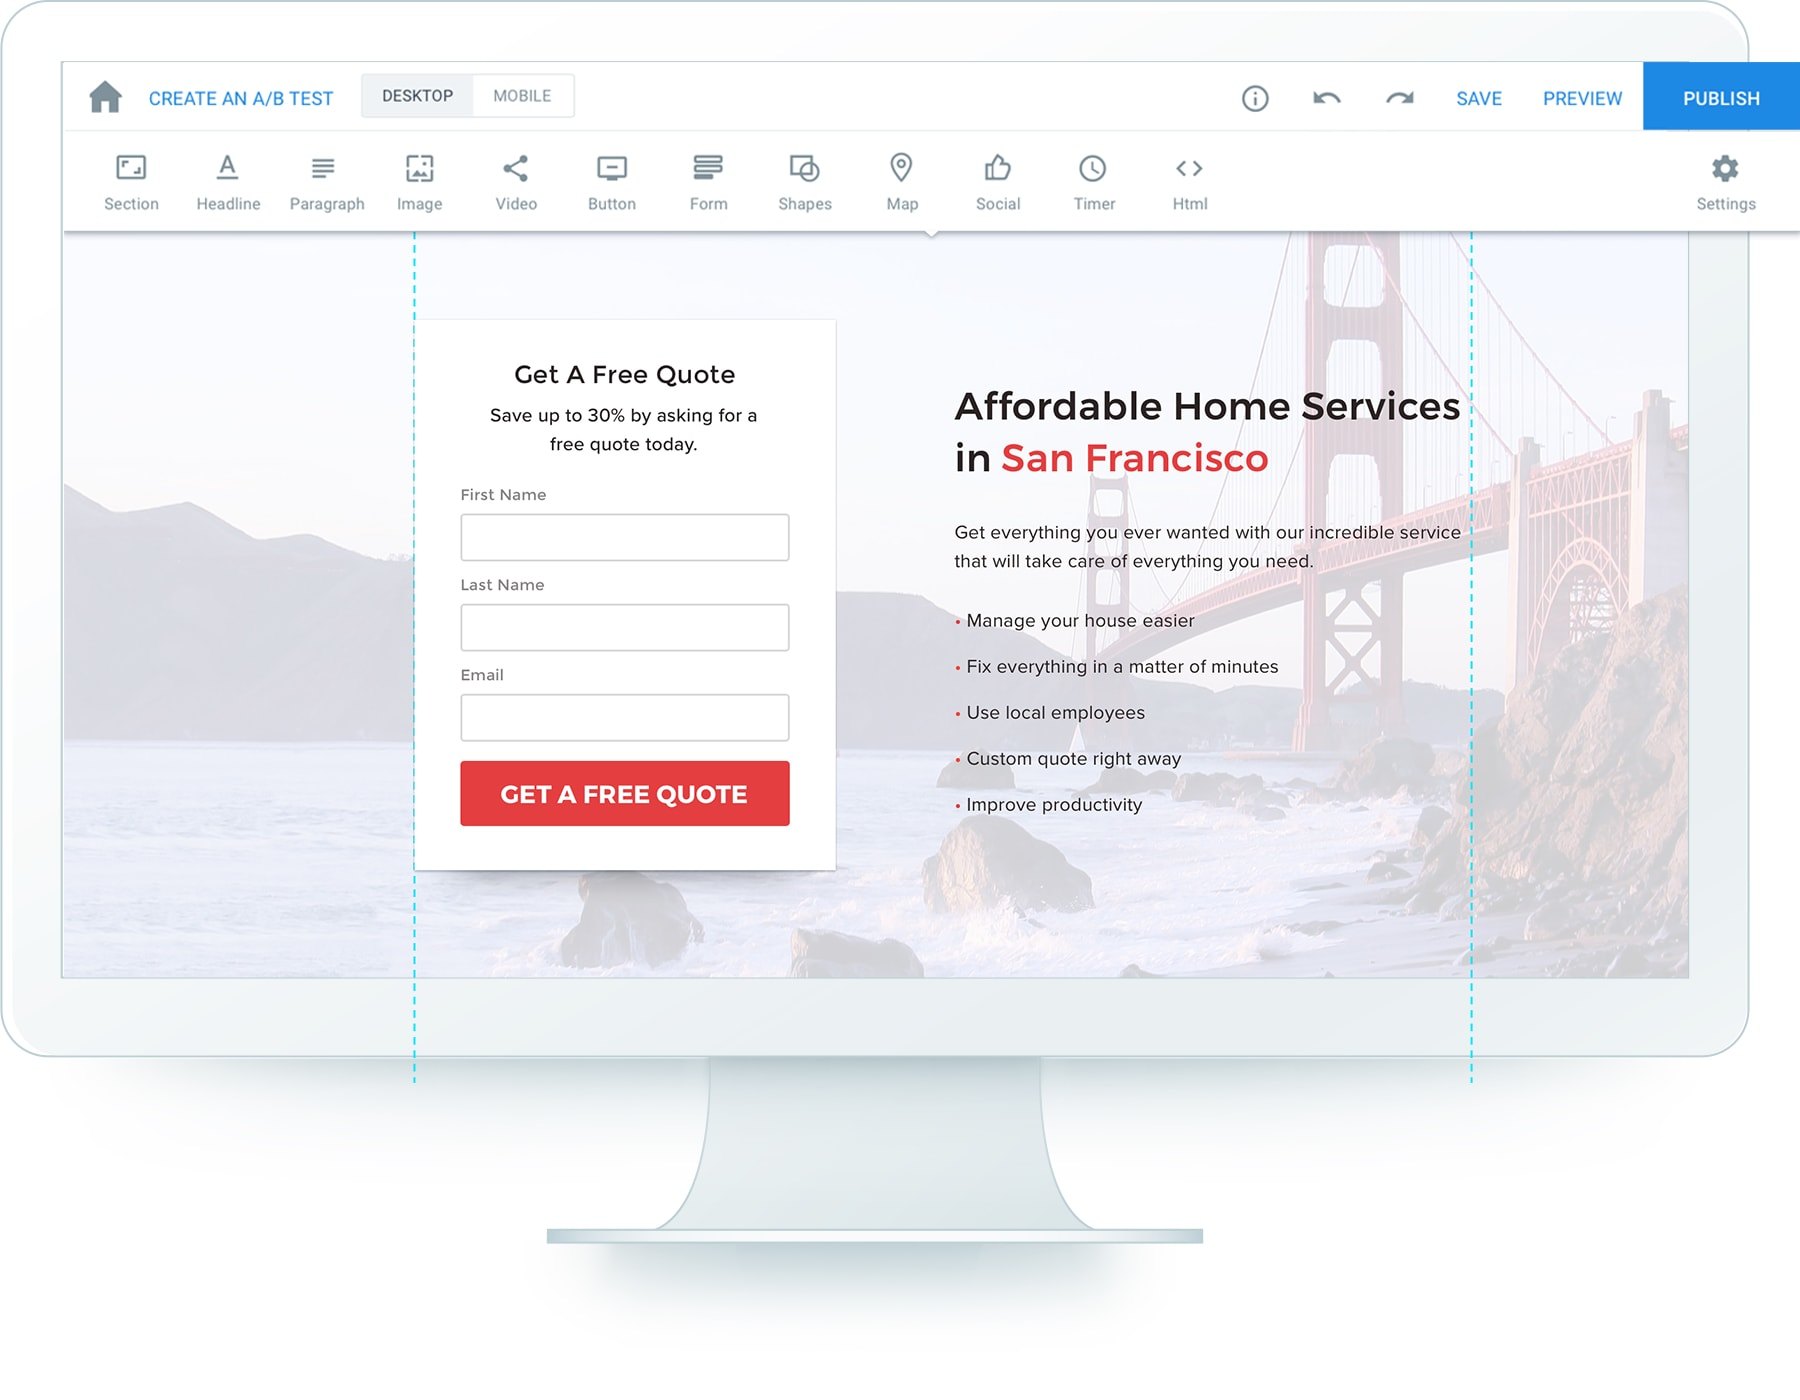 CREATE AN A/B TEST
DESKTOP
MOBILE
SAVE
PREVIEW
PUBLISH
Section
Headline
Paragraph
Image
Video
Button
Form
Shapes
Map
Social
Timer
Html
Settings
Get A Free Quote
Save up to 30% by asking for a
free quote today.
First Name
Last Name
Email
GET A FREE QUOTE
Affordable Home Services
in San Francisco
Get everything you ever wanted with our incredible service
that will take care of everything you need.
• Manage your house easier
• Fix everything in a matter of minutes
• Use local employees
• Custom quote right away
• Improve productivity